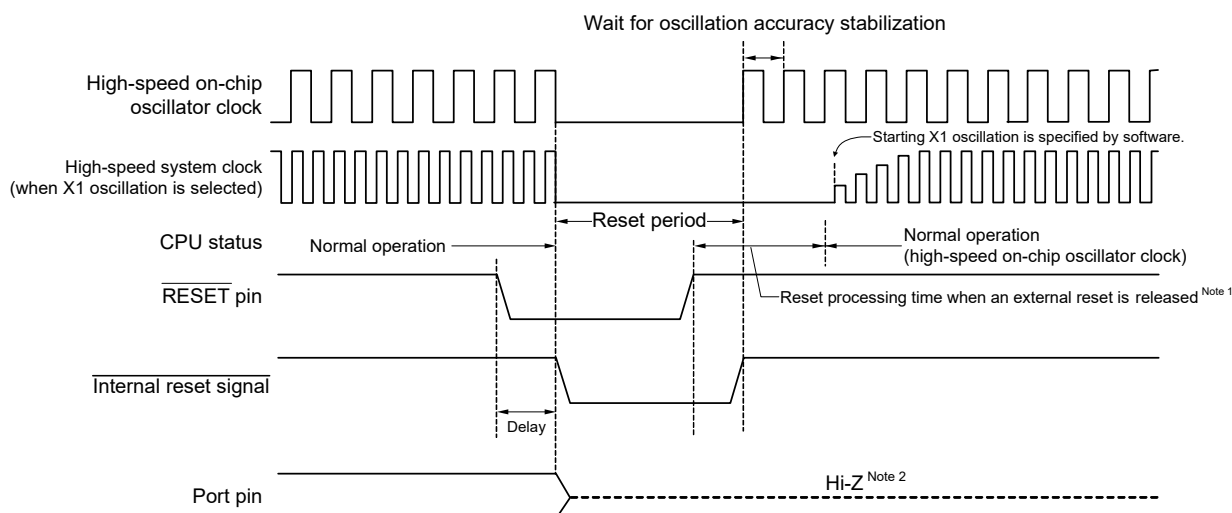 Wait for oscillation accuracy stabilization
High-speed on-chip
oscillator clock
Starting X1 oscillation is specified by software.
High-speed system clock
(when X1 oscillation is selected)
Reset period
CPU status
Normal operation
Normal operation
(high-speed on-chip oscillator clock)
RESET pin
Reset processing time when an external reset is released Note 1
Internal reset signal
Delay
Port pin
Hi-Z Note 2